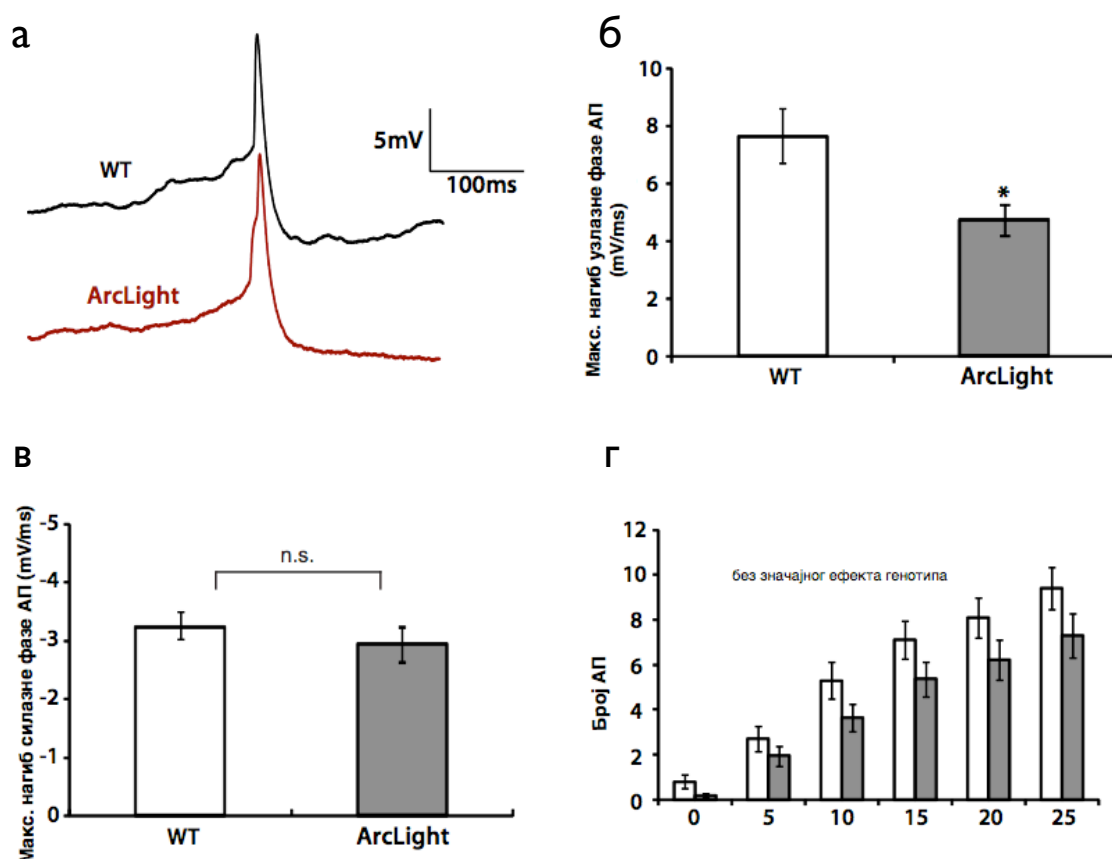 а
WT
ArcLight
5mV
100ms
б
Макс. нагиб узлазне фазе АП
(mV/ms)
10
8
6
4
2
0
*
WT
ArcLight
в
Макс. нагиб силазне фазе АП (mV/ms)
-5
-4
-3
-2
-1
0
n.s.
WT
ArcLight
г
Број АП
12
10
8
6
4
2
0
без значајног ефекта генотипа
0 5 10 15 20 25